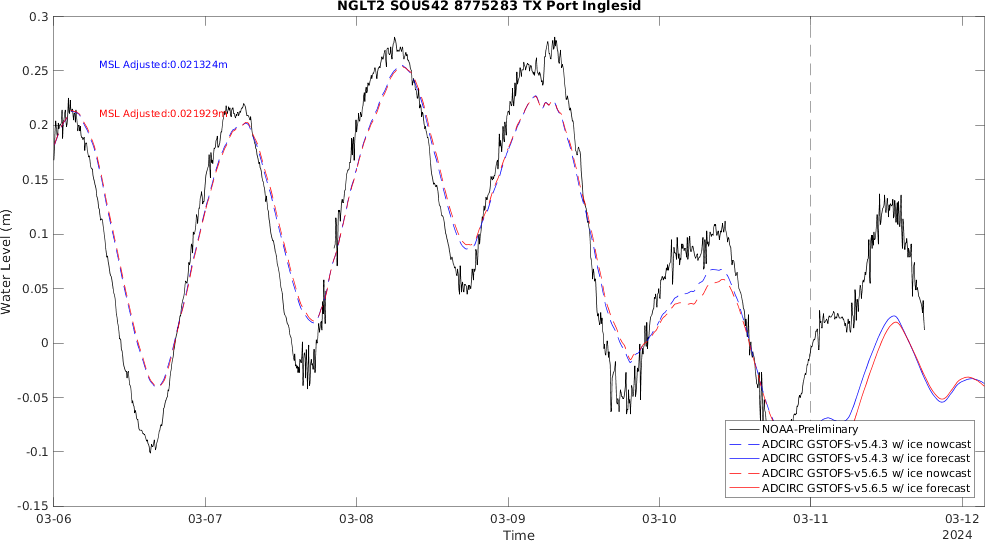 NGLT2 SOUS42 8775283 TX Port Inglesid
0.3
0.25
0.2
0.15
0.1
0.05
0
-0.05
-0.1
-0.15
Water Level (m)
MSL Adjusted:0.021324m
MSL Adjusted:0.021929m
NOAA-Preliminary
ADCIRC GSTOFS-v5.4.3 w/ ice nowcast
ADCIRC GSTOFS-v5.4.3 w/ ice forecast
ADCIRC GSTOFS-v5.6.5 w/ ice nowcast
ADCIRC GSTOFS-v5.6.5 w/ ice forecast
03-06 03-07 03-08 03-09 03-10 03-11 03-12
2024
Time